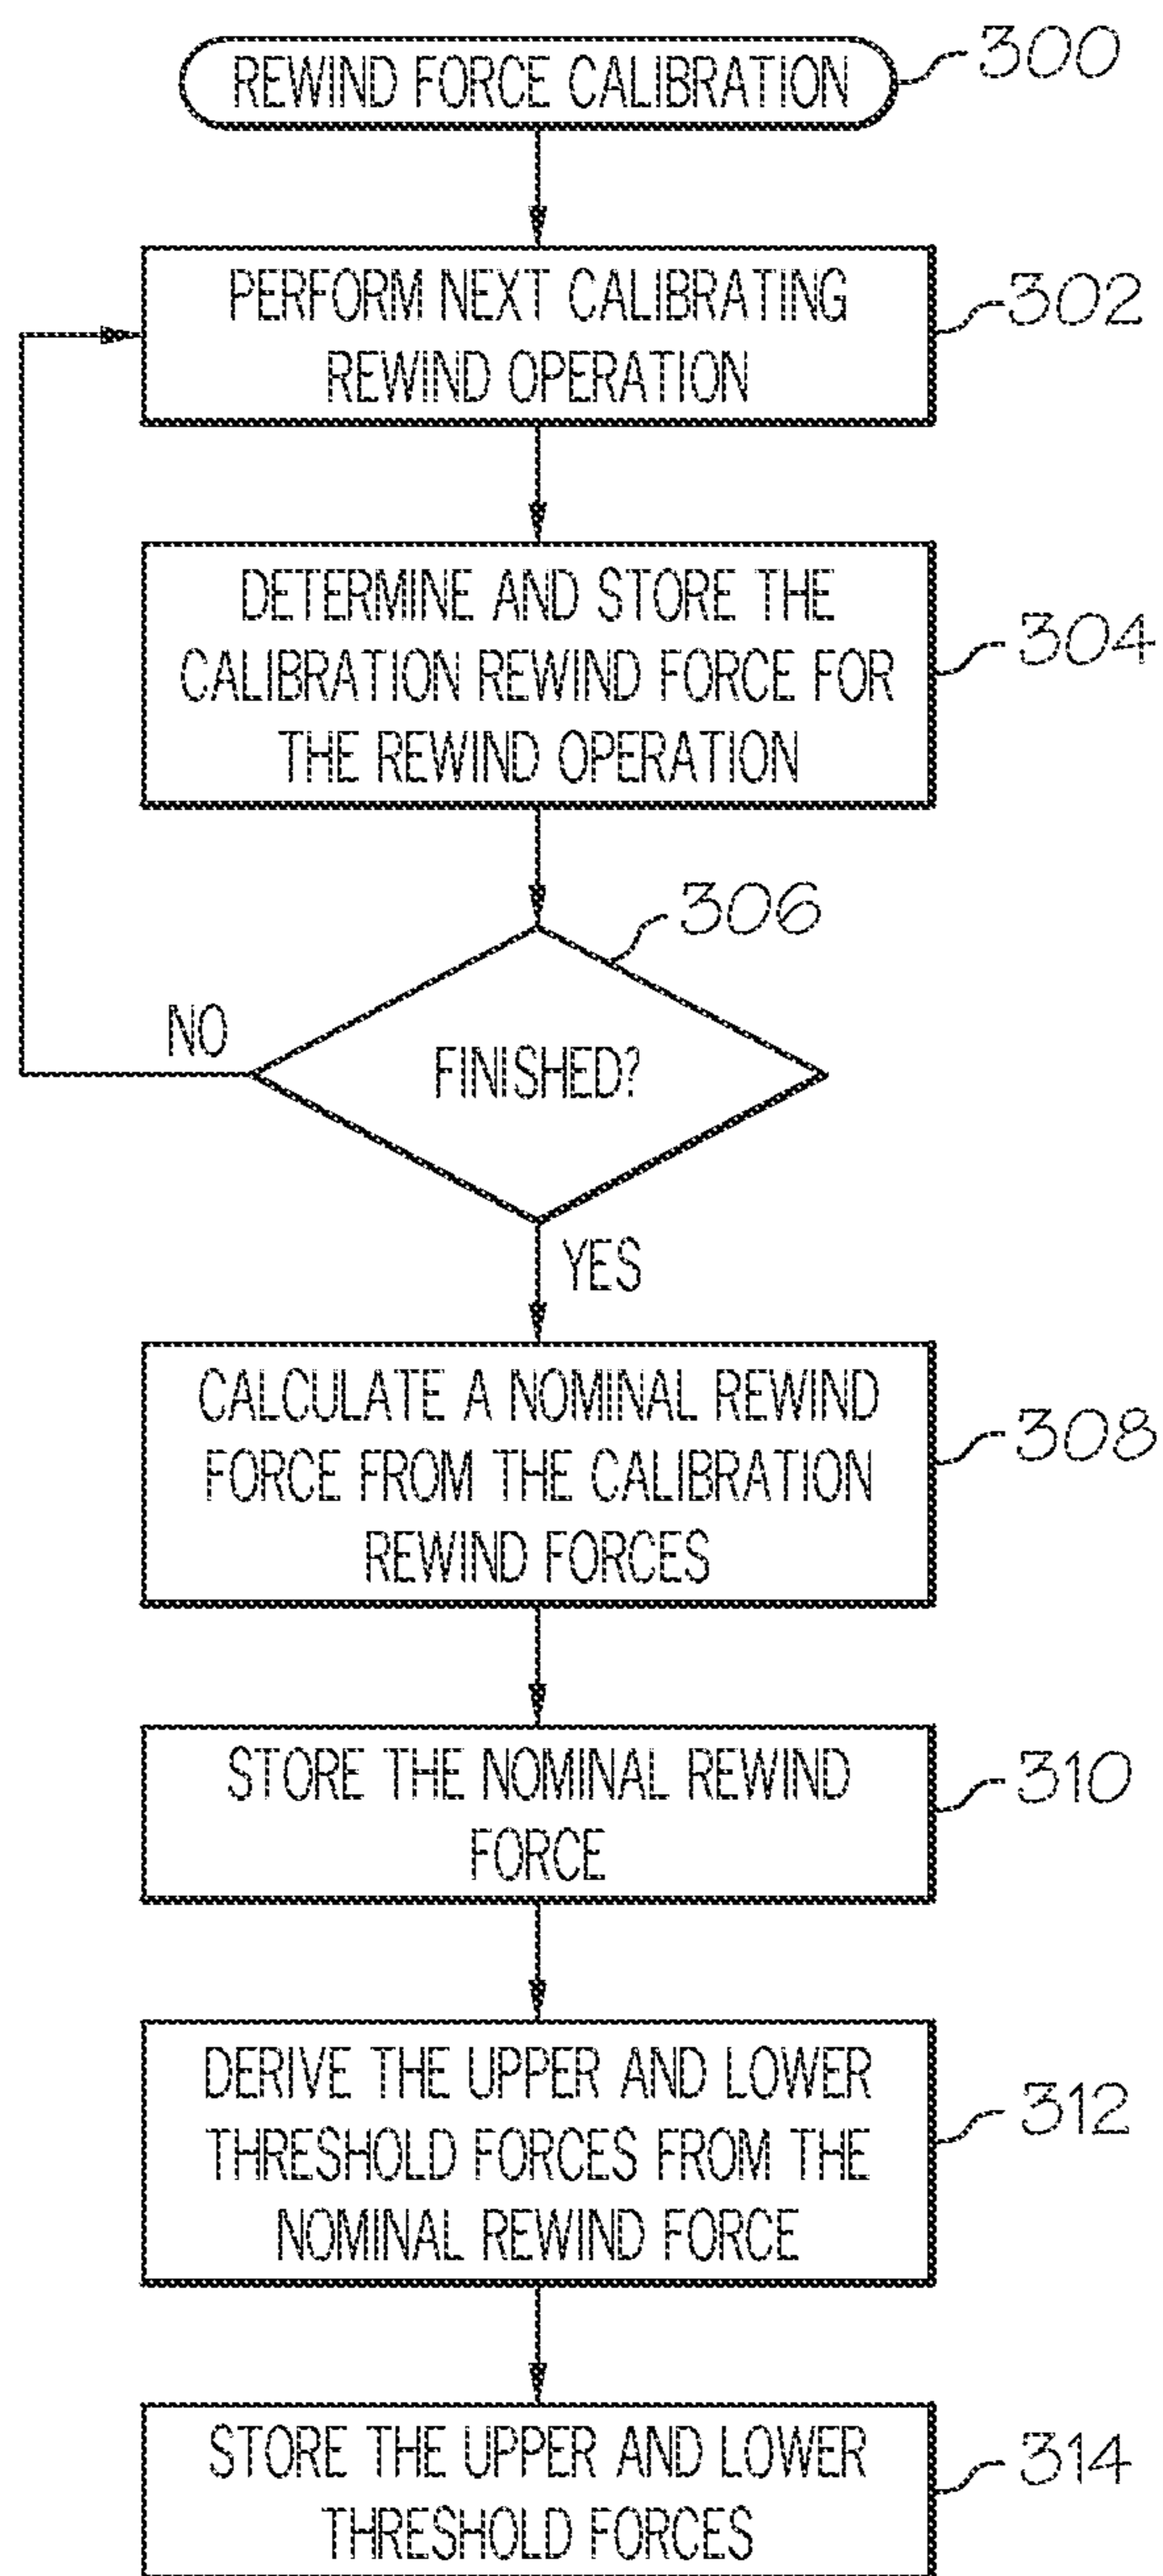 REWIND FORCE CALIBRATION
300
PERFORM NEXT CALIBRATING
REWIND OPERATION
302
DETERMINE AND STORE THE
CALIBRATION REWIND FORCE FOR
THE REWIND OPERATION
304
306
FINISHED?
NO
YES
CALCULATE A NOMINAL REWIND
FORCE FROM THE CALIBRATION
REWIND FORCES
308
STORE THE NOMINAL REWIND
FORCE
310
DERIVE THE UPPER AND LOWER
THRESHOLD FORCES FROM THE
NOMINAL REWIND FORCE
312
STORE THE UPPER AND LOWER
THRESHOLD FORCES
314